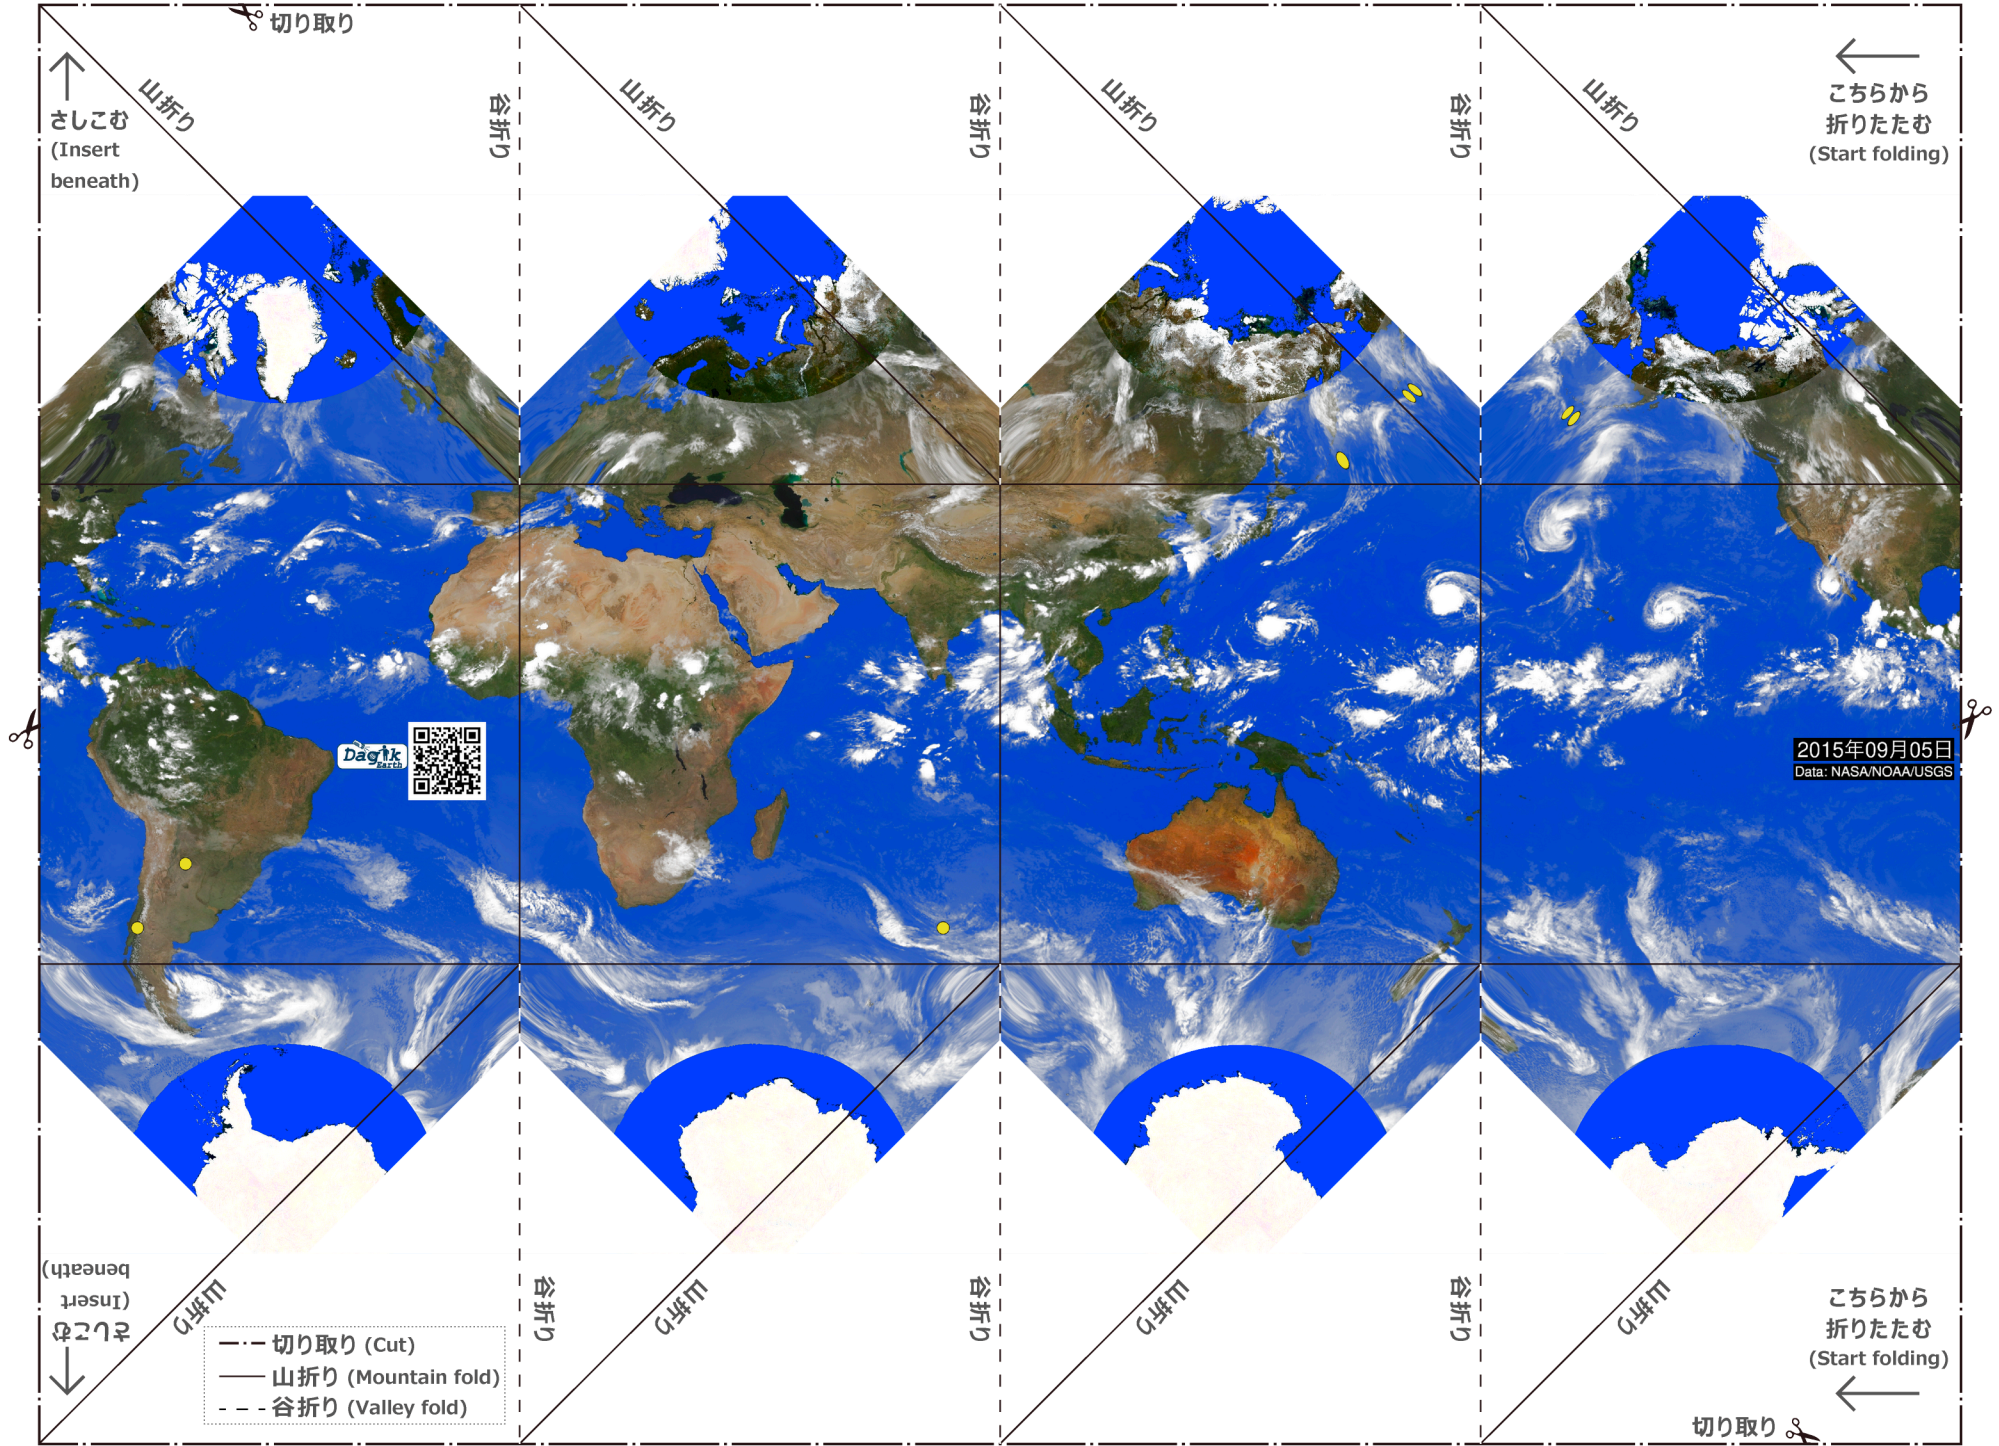 切り取り
さしこむ
(Insert
beneath)
山折り
谷折り
山折り
谷折り
山折り
谷折り
山折り
こちらから
折りたたむ
(Start folding)
Dagik
Earth
2015年09月05日
Data: NASA/NOAA/USGS
さしこむ
(Insert
beneath)
山折り
谷折り
山折り
谷折り
山折り
谷折り
山折り
こちらから
折りたたむ
(Start folding)
切り取り (Cut)
山折り (Mountain fold)
谷折り (Valley fold)
切り取り